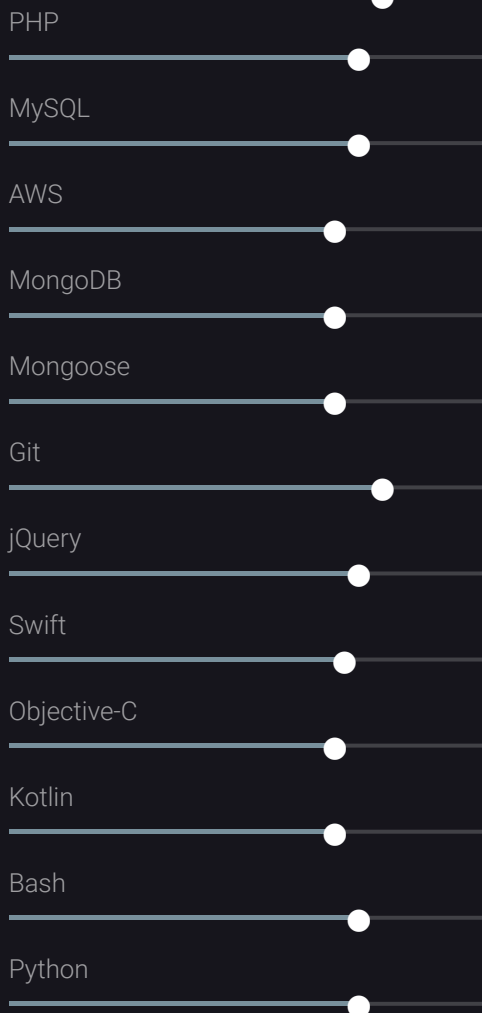 PHP
MySQL
AWS
MongoDB
Mongoose
Git
jQuery
Swift
Objective-C
Kotlin
Bash
Python